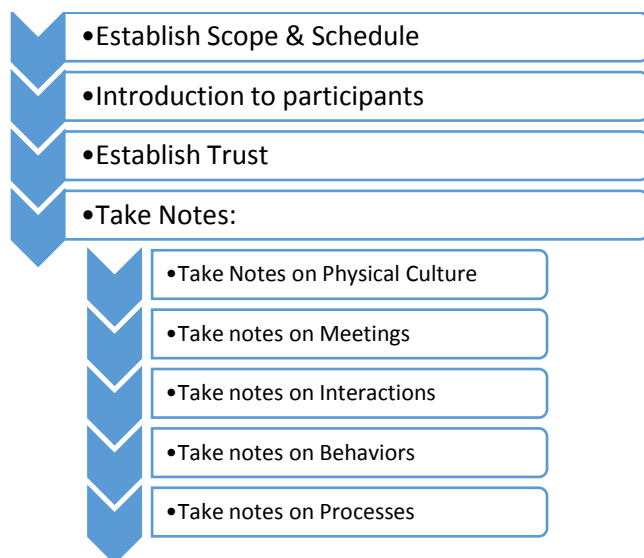 •Establish Scope & Schedule
•Introduction to participants
•Establish Trust
•Take Notes:
•Take Notes on Physical Culture
•Take notes on Meetings
•Take notes on Interactions
•Take notes on Behaviors
•Take notes on Processes